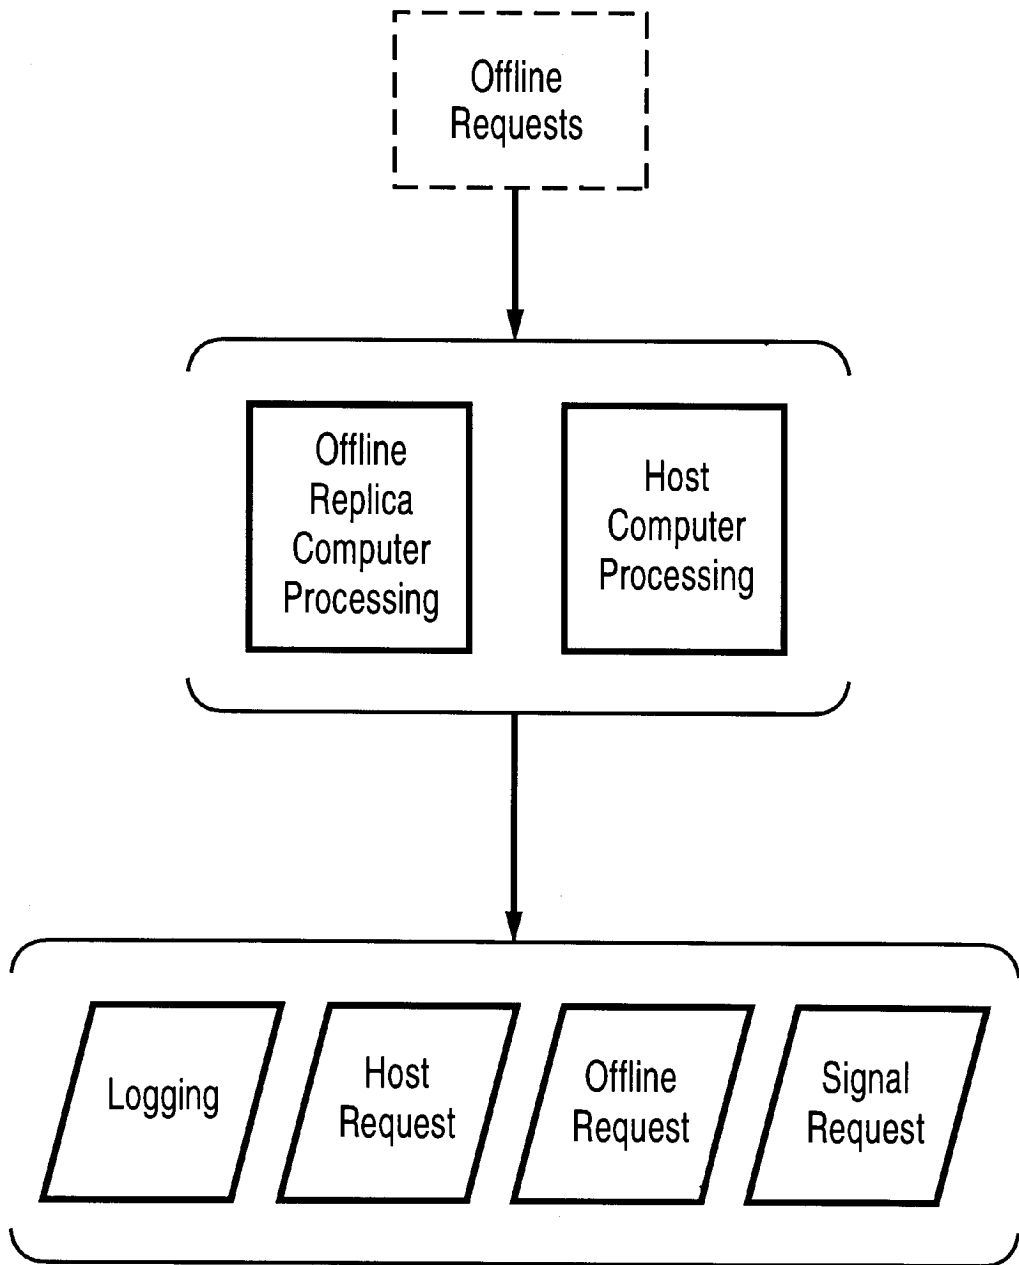 Offline
Requests
Offline
Replica
Computer
Processing
Host
Computer
Processing
Logging
Host
Request
Offline
Request
Signal
Request